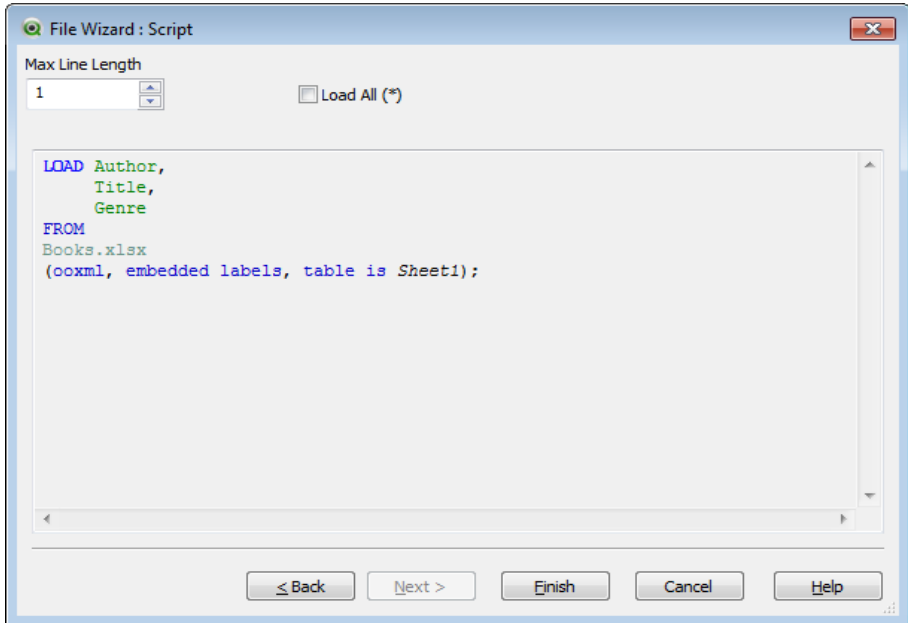 File Wizard : Script
Max Line Length
1
Load All (*)
LOAD Author,
     Title,
     Genre
FROM
Books.xlsx
(ooxml, embedded labels, table is Sheet1);
< Back
Next >
Finish
Cancel
Help